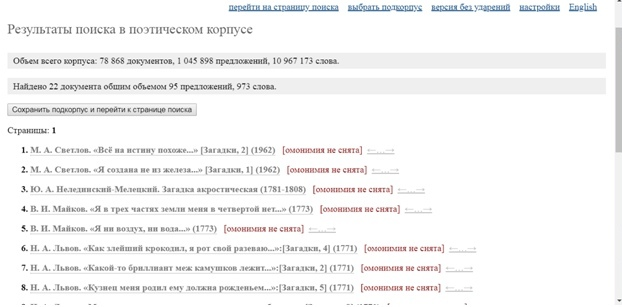 перейти на страницу поиска выбрать подкорпус версия без ударений настройки English
Результаты поиска в поэтическом корпусе
Объем всего корпуса: 78 868 документов, 1 045 898 предложений, 10 967 173 слова.
Найдено 22 документа общим объемом 95 предложений, 973 слова.
Сохранить подкорпус и перейти к странице поиска
Страницы: 1
1. М. А. Светлов. «Всё на истину похоже...» [Загадки, 2] (1962) [омонимия не снята] ←...→
2. М. А. Светлов. «Я создана не из железа...» [Загадки, 1] (1962) [омонимия не снята] ←...→
3. Ю. А. Нелединский-Мелецкий. Загадка акростическая (1781-1808) [омонимия не снята] ←...→
4. В. И. Майков. «Я в трех частях земли меня в четвертой нет...» (1773) [омонимия не снята] ←...→
5. В. И. Майков. «Я ни воздух, ни вода...» (1773) [омонимия не снята] ←...→
6. Н. А. Львов. «Как злейший крокодил, я рот свой разеваю...»:[Загадки, 4] (1771) [омонимия не снята] ←...→
7. Н. А. Львов. «Какой-то бриллиант меж камушков лежит...»:[Загадки, 2] (1771) [омонимия не снята] ←...→
8. Н. А. Львов. «Кузнец меня родил ему должна рожденьем...»:[Загадки, 5] (1771) [омонимия не снята] ←...→